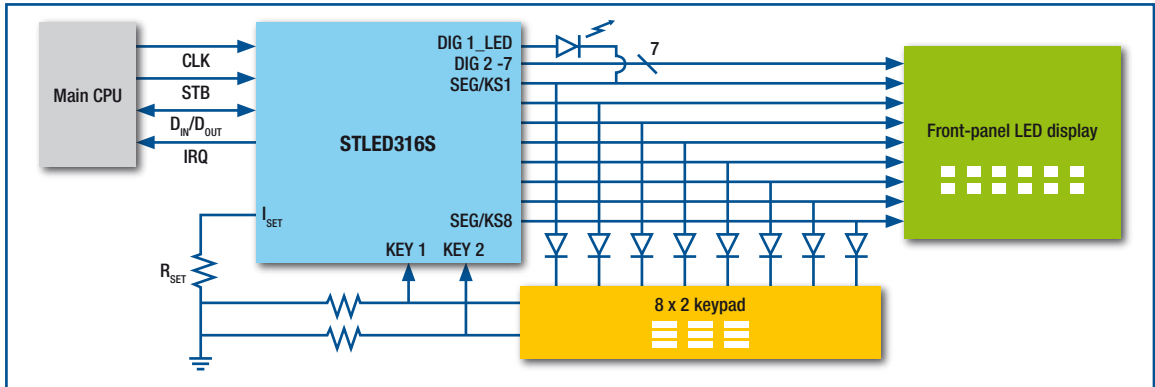 Main CPU
CLK
STB
DIN/DOUT
IRQ
STLED316S
DIG 1_LED
DIG 2 -7
SEG/KS1
7
SEG/KS8
ISET
KEY 1
KEY 2
RSET
8 x 2 keypad
Front-panel LED display